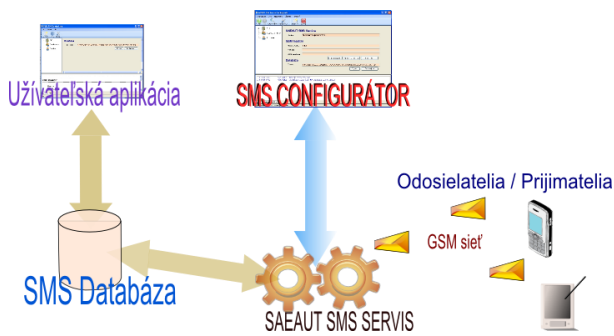 Užívateľská aplikácia
SMS CONFIGURÁTOR
Odosielatelia / Prijimatelia
GSM sieť
SMS Databáza
SAEAUT SMS SERVIS